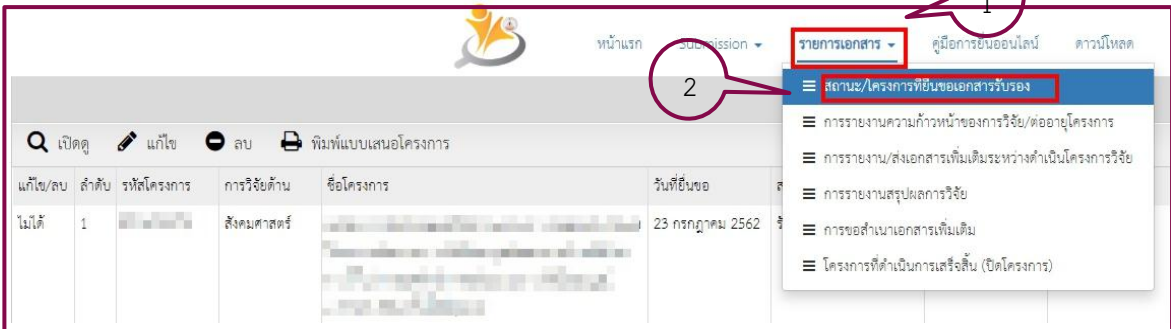 1
หน้าแรก Submission รายการเอกสาร คู่มือการยื่นออนไลน์ ดาวน์โหลด
2
สถานะ/โครงการที่ยื่นขอเอกสารรับรอง
การรายงานความก้าวหน้าของการวิจัย/ต่ออายุโครงการ
การรายงาน/ส่งเอกสารเพิ่มเติมระหว่างดำเนินโครงการวิจัย
การรายงานสรุปผลการวิจัย
การขอสำเนาเอกสารเพิ่มเติม
โครงการที่ดำเนินการเสร็จสิ้น (ปิดโครงการ)
เปิดดู แก้ไข ลบ พิมพ์แบบเสนอโครงการ
แก้ไข/ลบ ลำดับ รหัสโครงการ การวิจัยด้าน ชื่อโครงการ วันที่ยื่นขอ
ไม่ได้ 1 สังคมศาสตร์ 23 กรกฎาคม 2562